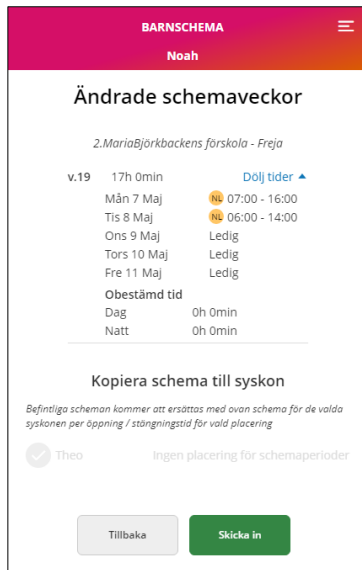 BARNSCHEMA
Noah
Ändrade schemaveckor
2.MariaBjörkbackens förskola - Freja
v.19 17h 0min Dölj tider
Mån 7 Maj NL 07:00 - 16:00
Tis 8 Maj NL 06:00 - 14:00
Ons 9 Maj Ledig
Tors 10 Maj Ledig
Fre 11 Maj Ledig
Obestämd tid
Dag 0h 0min
Natt 0h 0min
Kopiera schema till syskon
Befintliga scheman kommer att ersättas med ovan schema för de valda
syskonen per öppning / stängningstid för vald placering
Theo Ingen placering för schemaperioder
Tillbaka Skicka in